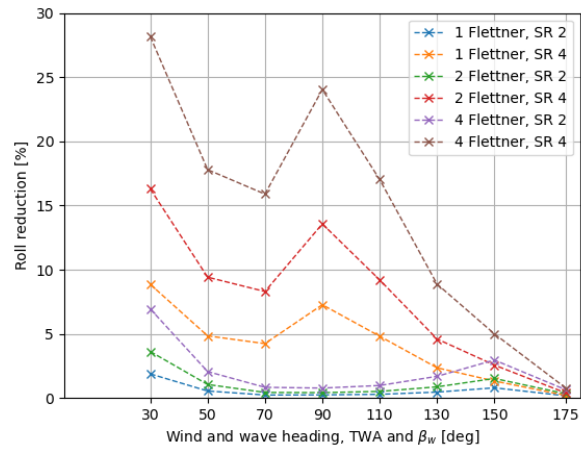 30
25
20
15
10
5
0
Roll reduction [%]
1 Flettner, SR 2
1 Flettner, SR 4
2 Flettner, SR 2
2 Flettner, SR 4
4 Flettner, SR 2
4 Flettner, SR 4
30 50 70 90 110 130 150 175
Wind and wave heading, TWA and β_w [deg]